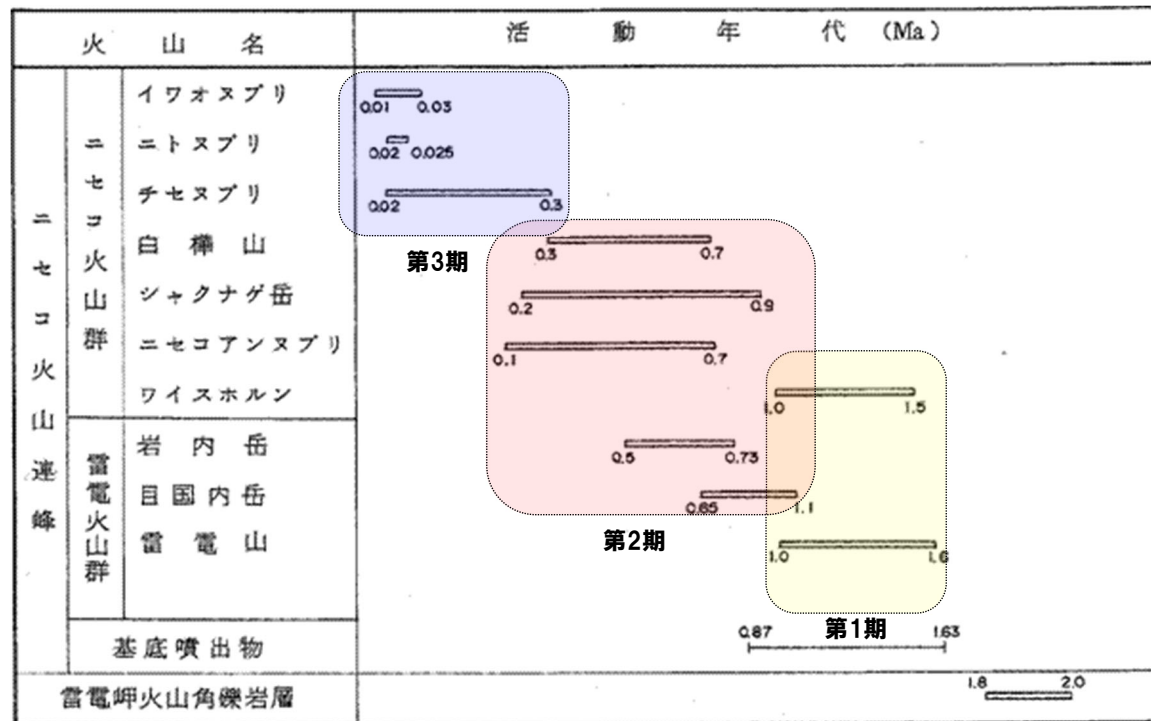 火山名 活動年代 (Ma)
ニセコ火山連峰
ニセコ火山群
イワオヌプリ 0.01 0.03
ニトヌプリ 0.02 0.025
チセヌプリ 0.02 0.3
第3期
白樺山 0.3 0.7
シャクナゲ岳 0.2 0.9
ニセコアンヌプリ 0.1 0.7
ワイスホルン 1.0 1.5
雷電火山群
岩内岳 0.5 0.73
目国内岳 0.85 1.1
第2期
雷電山 1.0 1.6
第1期
基底噴出物 0.87 1.63
雷電岬火山角礫岩層 1.8 2.0